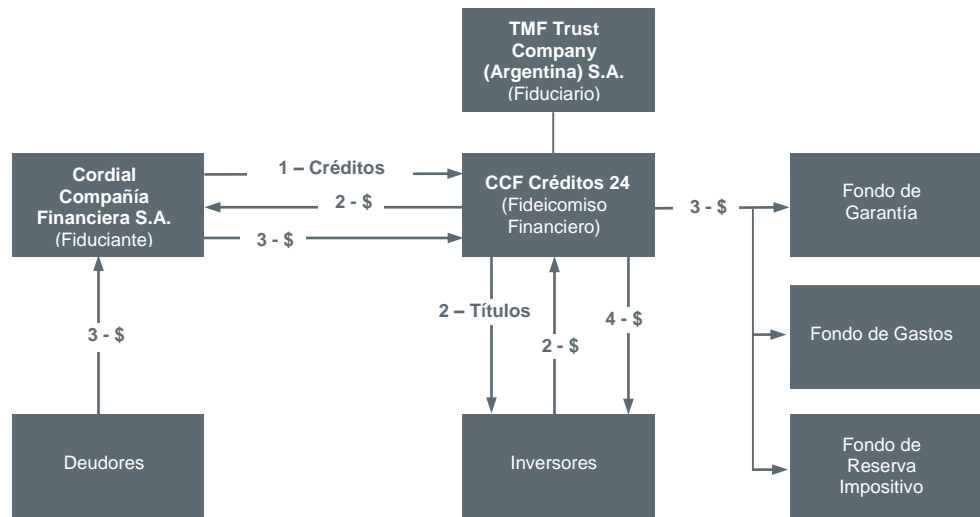 TMF Trust
Company
(Argentina) S.A.
(Fiduciario)
Cordial
Compañía
Financiera S.A.
(Fiduciante)
1 – Créditos
2 - $
3 - $
CCF Créditos 24
(Fideicomiso
Financiero)
3 - $
Fondo de
Garantía
3 - $
2 – Títulos
2 - $
4 - $
Fondo de Gastos
Deudores
Inversores
Fondo de
Reserva
Impositivo